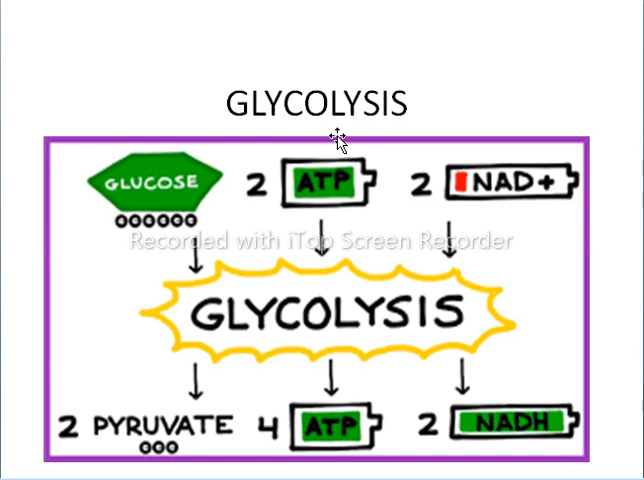 GLYCOLYSIS
GLUCOSE 2 ATP 2 NAD+
Recorded with iTop Screen Recorder
GLYCOLYSIS
2 PYRUVATE 4 ATP 2 NADH